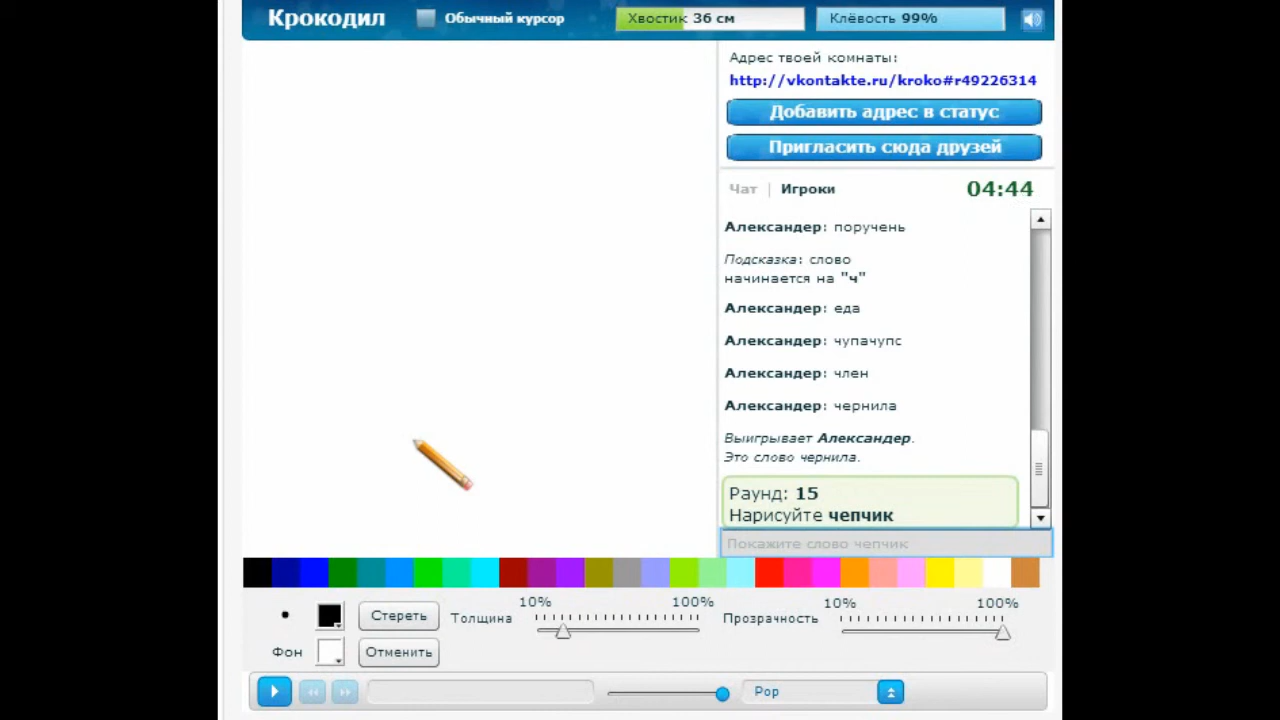 Крокодил
Обычный курсор
Хвостик 36 см
Клёвость 99%
Адрес твоей комнаты:
http://vkontakte.ru/kroko#r49226314
Добавить адрес в статус
Пригласить сюда друзей
Чат | Игроки
04:44
Александер: поручень
Подсказка: слово
начинается на "ч"
Александер: еда
Александер: чупачупс
Александер: член
Александер: чернила
Выигрывает Александер.
Это слово чернила.
Раунд: 15
Нарисуйте чепчик
Покажите слово чепчик
Стереть
Толщина
10%
100%
Прозрачность
10%
100%
Фон
Отменить
Pop